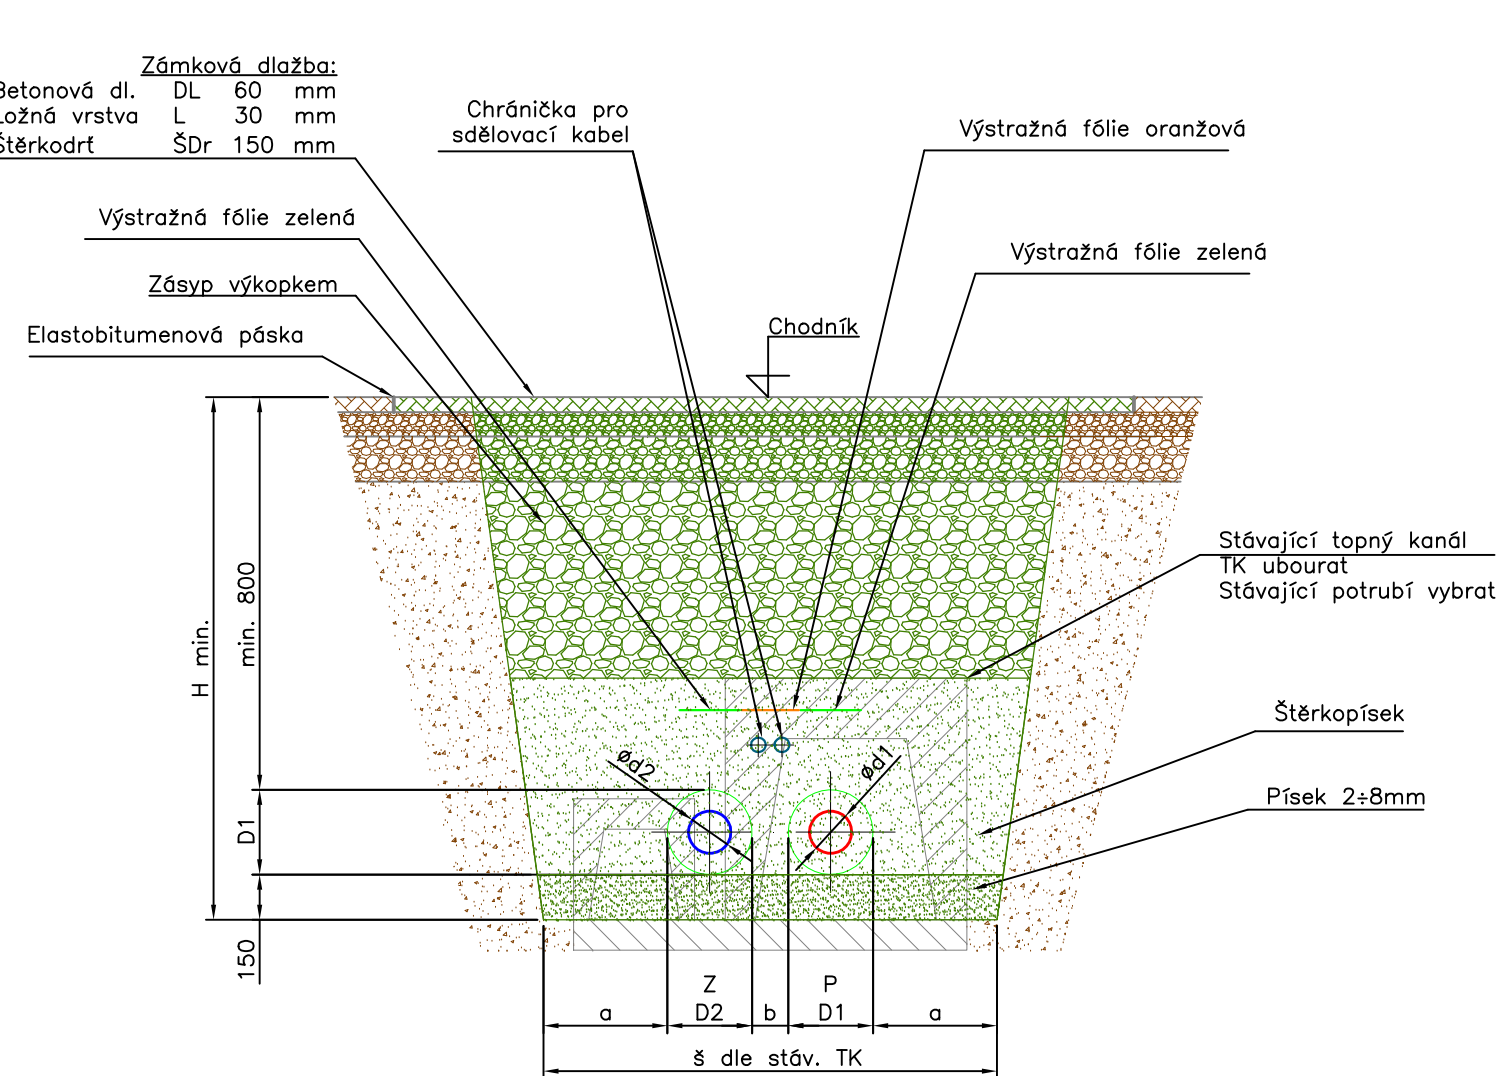 Zámková dlažba:
Betonová dl. DL 60 mm
Ložná vrstva L 30 mm
Štěrkodrť ŠDr 150 mm
Chránička pro
sdělovací kabel
Výstražná fólie oranžová
Výstražná fólie zelená
Výstražná fólie zelená
Zásyp výkopkem
Elastobitumenová páska
Chodník
Stávající topný kanál
TK ubourat
Stávající potrubí vybrat
Štěrkopísek
Písek 2÷8mm
H min.
min. 800
D1
150
ød2
ød1
Z
P
a
D2
b
D1
a
š dle stáv. TK